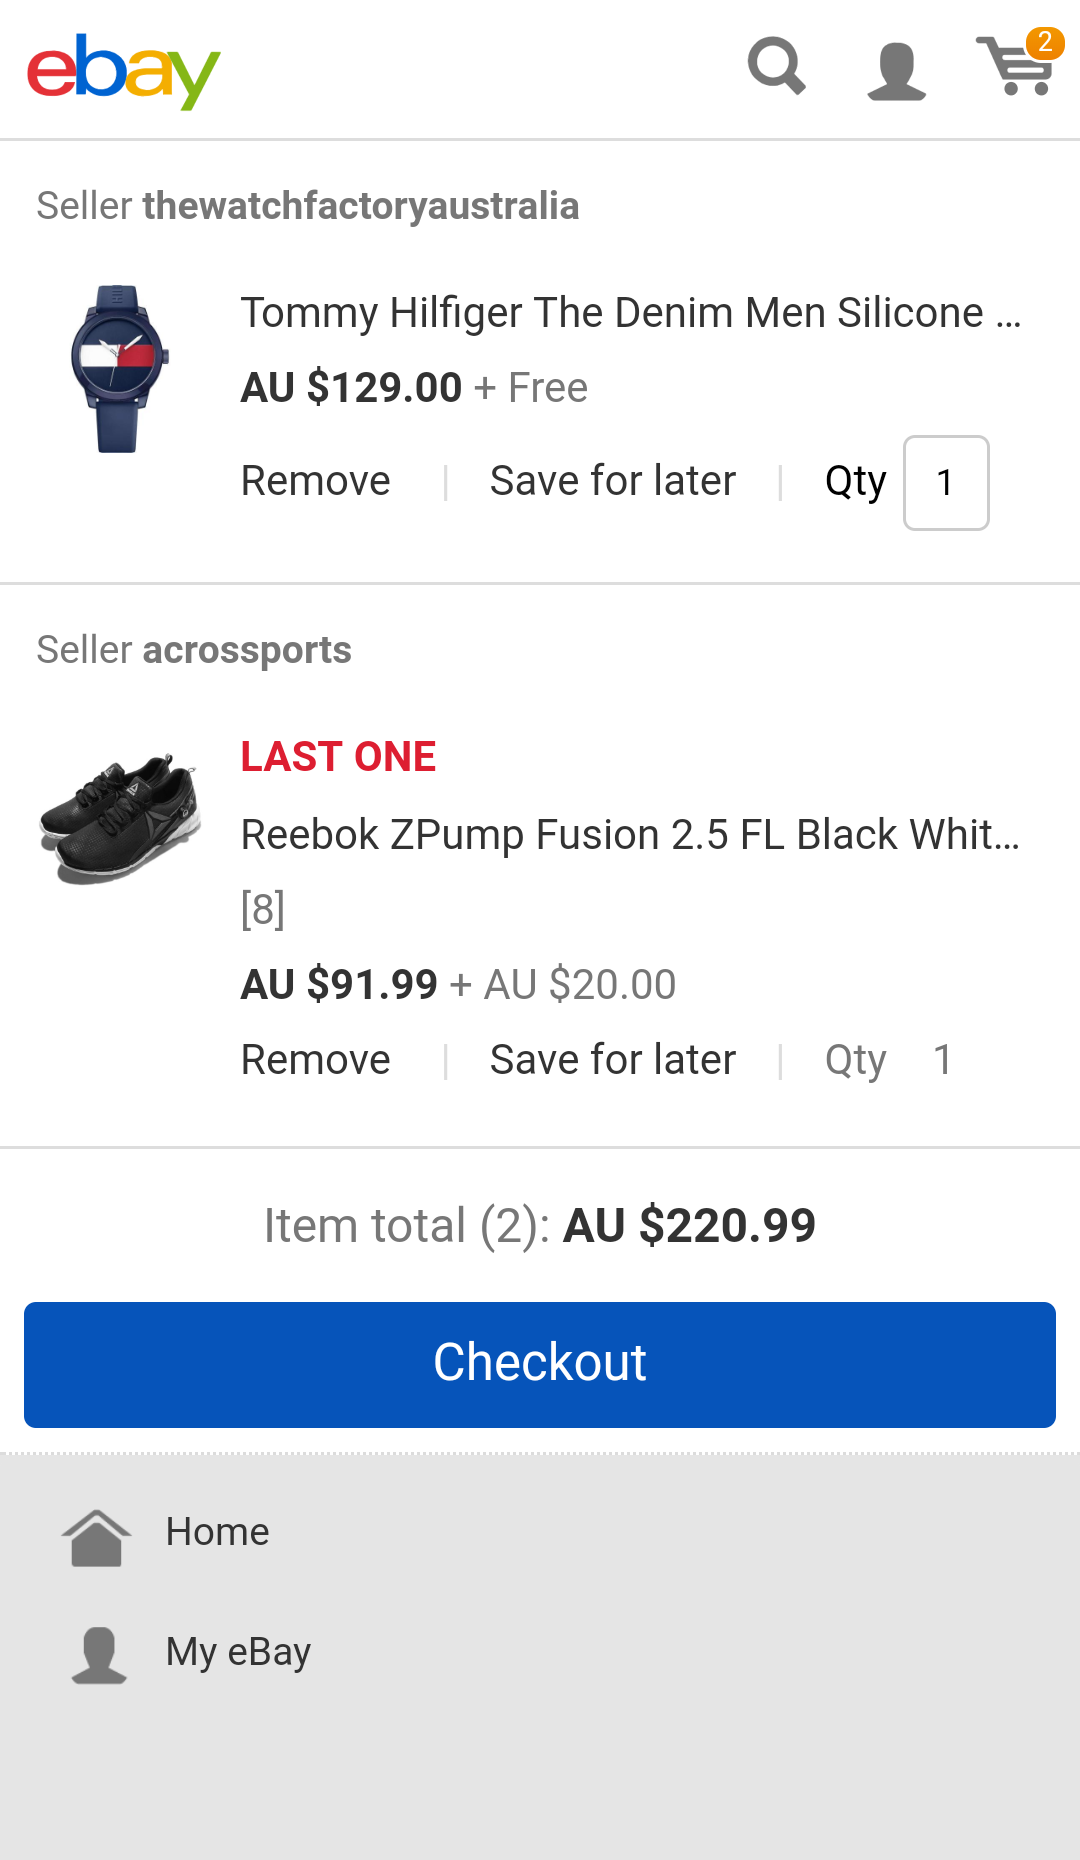 ebay
2
Seller thewatchfactoryaustralia
Tommy Hilfiger The Denim Men Silicone ...
AU $129.00 + Free
Remove | Save for later | Qty 1
Seller acrossports
LAST ONE
Reebok ZPump Fusion 2.5 FL Black Whit...
[8]
AU $91.99 + AU $20.00
Remove | Save for later | Qty 1
Item total (2): AU $220.99
Checkout
Home
My eBay